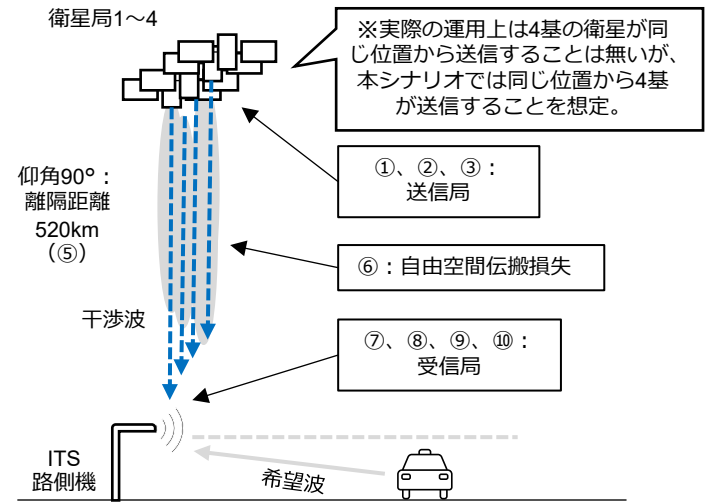 衛星局1～4
※実際の運用上は4基の衛星が同
じ位置から送信することは無いが、
本シナリオでは同じ位置から4基
が送信することを想定。
①、②、③：
送信局
仰角90°：
離隔距離
520km
（⑤）
⑥：自由空間伝搬損失
干渉波
⑦、⑧、⑨、⑩：
受信局
ITS
路側機
希望波